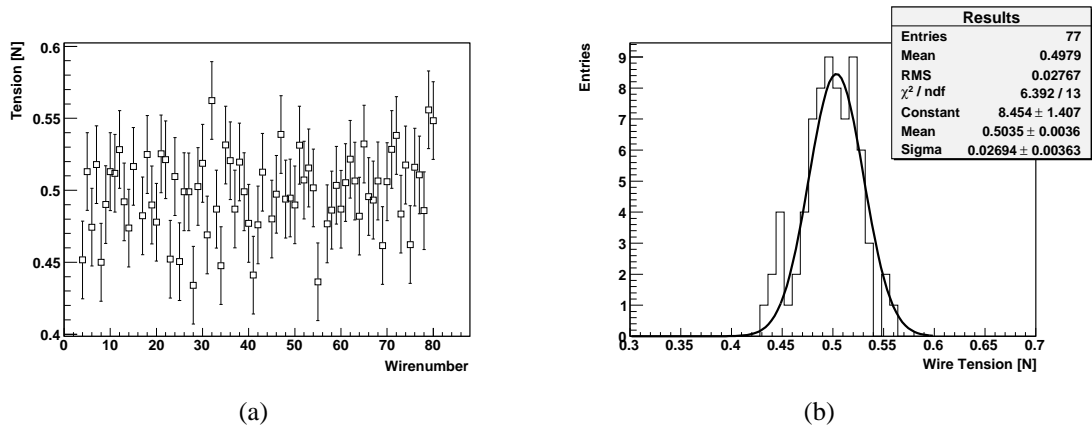 Tension [N]
0.6
0.55
0.5
0.45
0.4
0 10 20 30 40 50 60 70 80
Wirenumber
(a)
Entries
9
8
7
6
5
4
3
2
1
0
0.3 0.35 0.4 0.45 0.5 0.55 0.6 0.65 0.7
Wire Tension [N]
Results
Entries 77
Mean 0.4979
RMS 0.02767
χ² / ndf 6.392 / 13
Constant 8.454 ± 1.407
Mean 0.5035 ± 0.0036
Sigma 0.02694 ± 0.00363
(b)